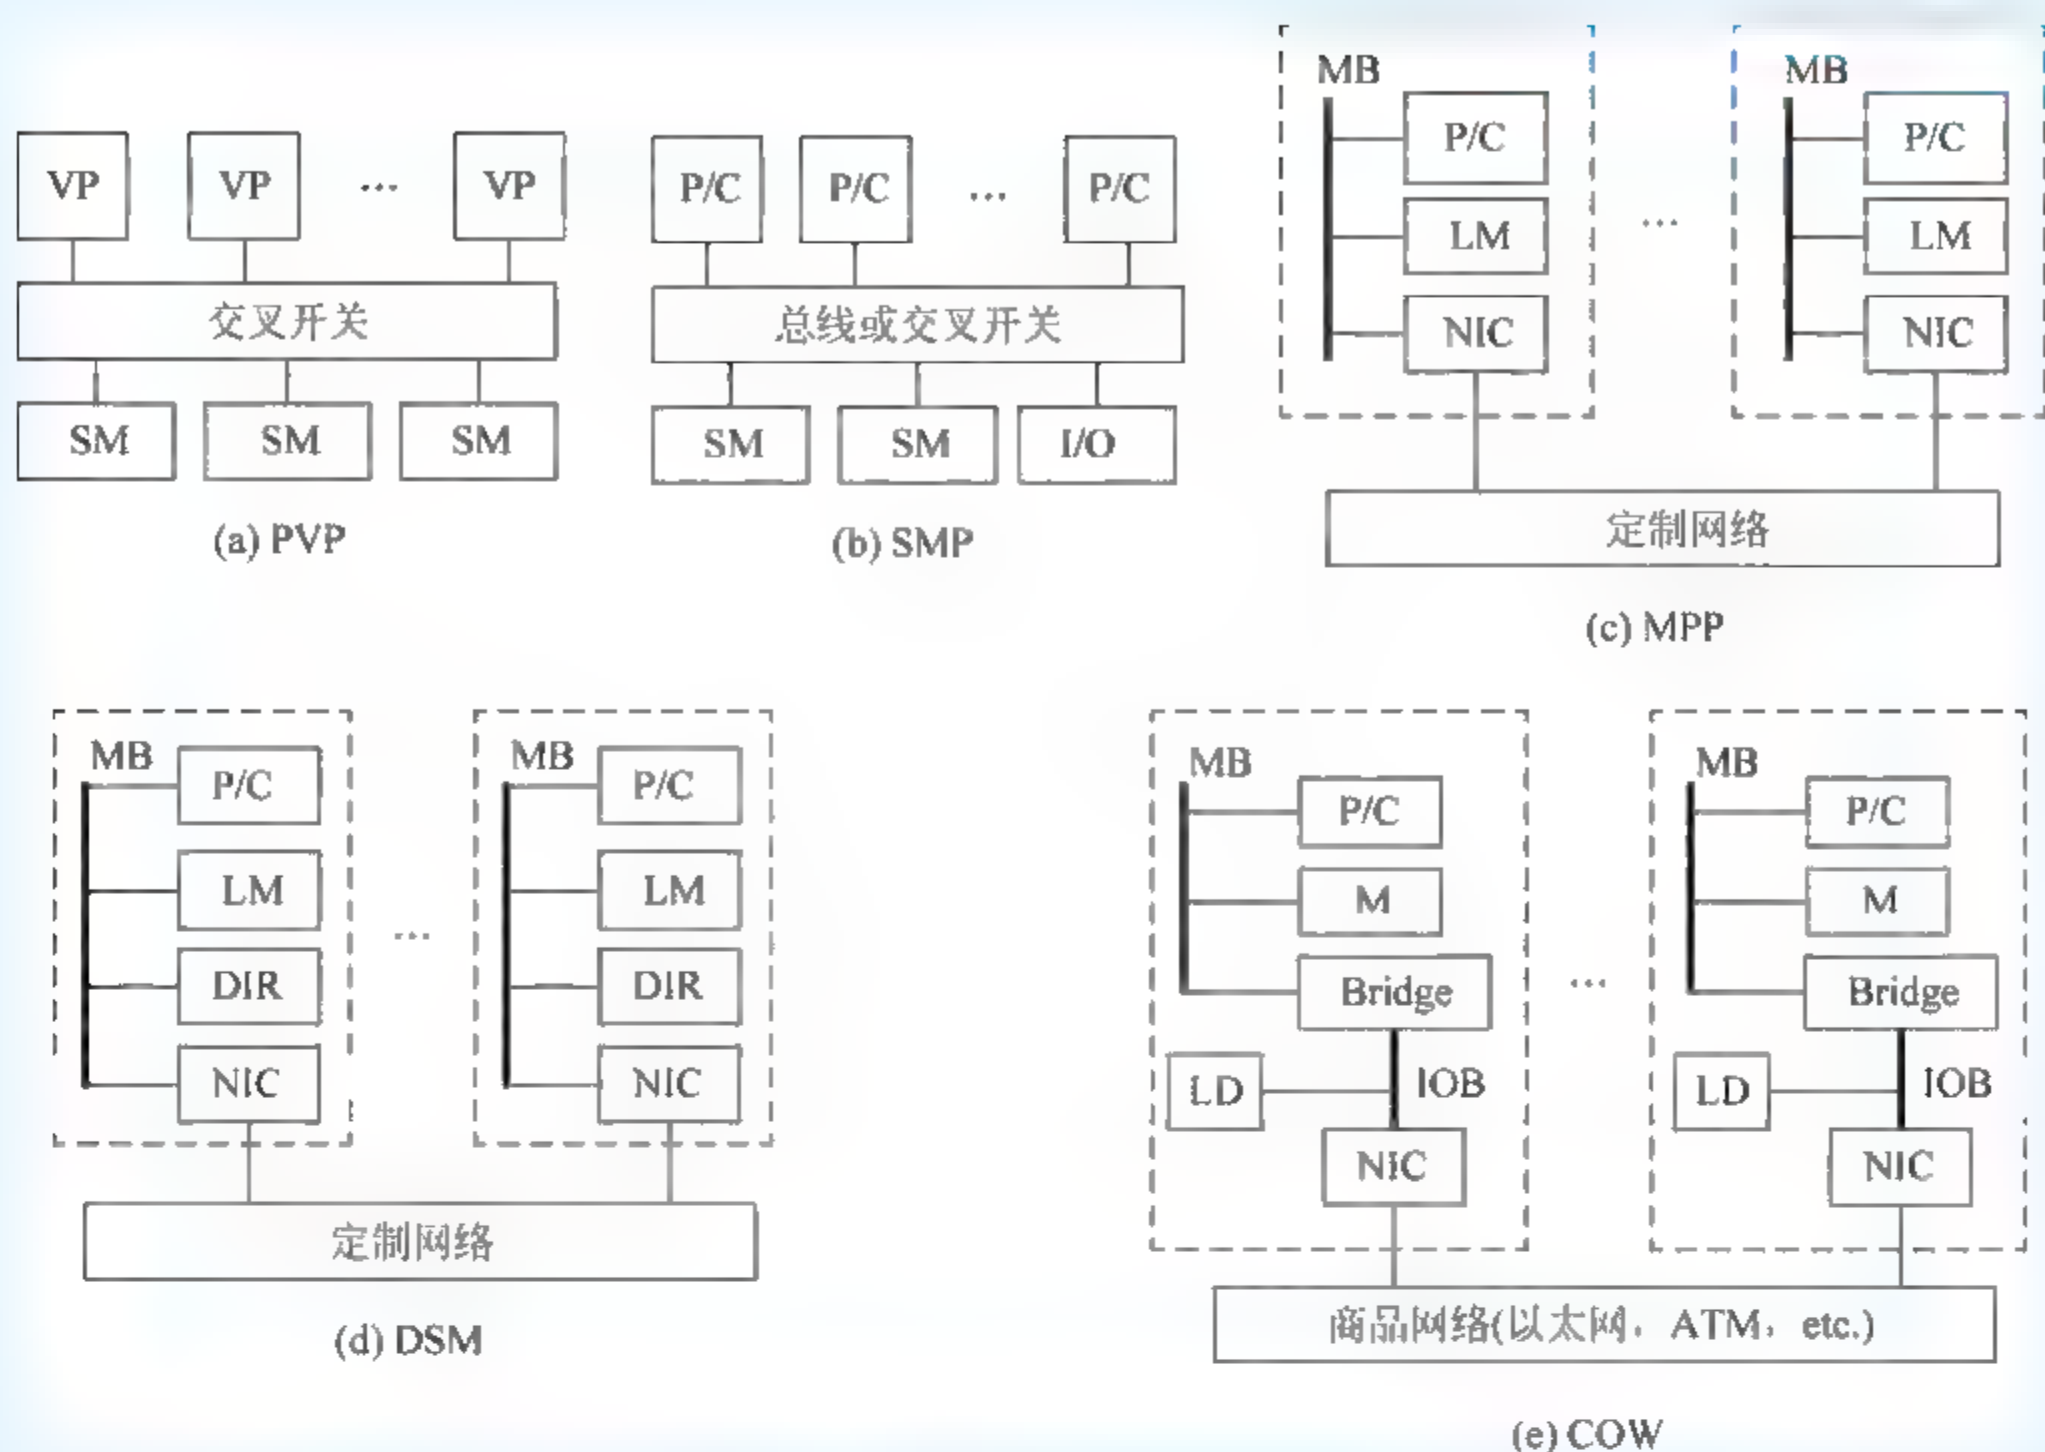 VP VP ... VP
交叉开关
SM SM SM
(a) PVP
P/C P/C ... P/C
总线或交叉开关
SM SM I/O
(b) SMP
MB
P/C
LM
NIC
...
MB
P/C
LM
NIC
定制网络
(c) MPP
MB
P/C
LM
DIR
NIC
...
MB
P/C
LM
DIR
NIC
定制网络
(d) DSM
MB
P/C
M
Bridge
LD IOB
NIC
...
MB
P/C
M
Bridge
LD IOB
NIC
商品网络(以太网，ATM，etc.)
(e) COW